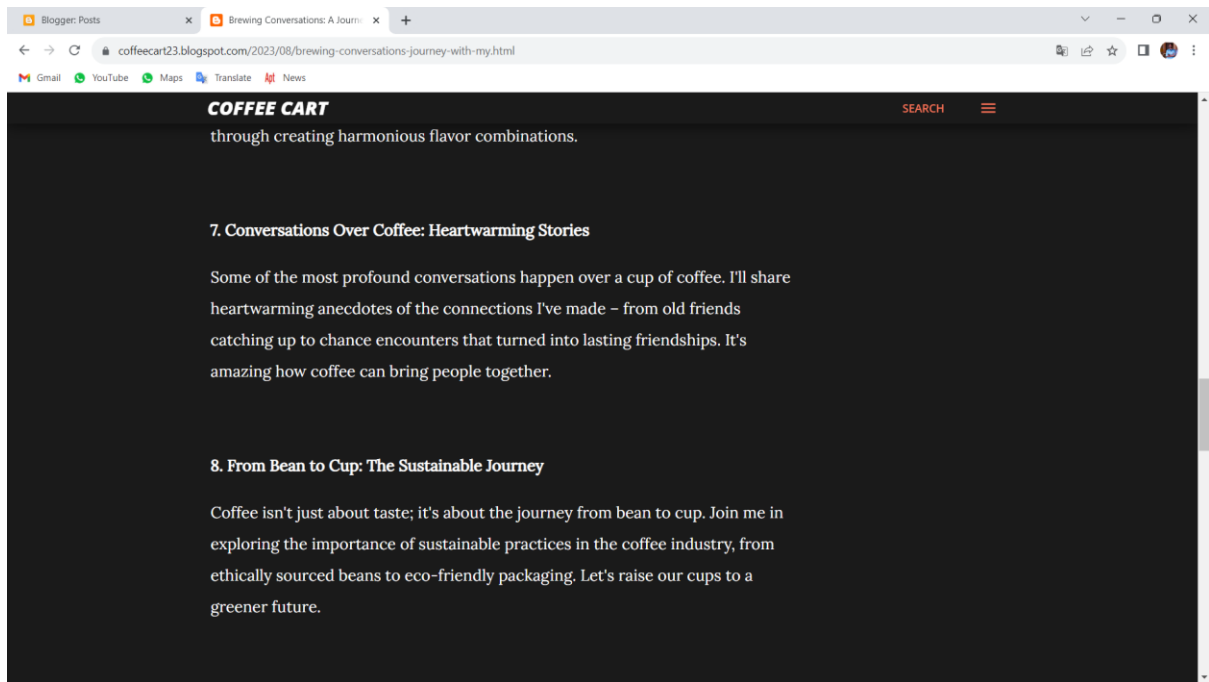 Blogger: Posts
Brewing Conversations: A Journe
coffeecart23.blogspot.com/2023/08/brewing-conversations-journey-with-my.html
Gmail YouTube Maps Translate News
COFFEE CART SEARCH
through creating harmonious flavor combinations.
7. Conversations Over Coffee: Heartwarming Stories
Some of the most profound conversations happen over a cup of coffee. I'll share
heartwarming anecdotes of the connections I've made – from old friends
catching up to chance encounters that turned into lasting friendships. It's
amazing how coffee can bring people together.
8. From Bean to Cup: The Sustainable Journey
Coffee isn't just about taste; it's about the journey from bean to cup. Join me in
exploring the importance of sustainable practices in the coffee industry, from
ethically sourced beans to eco-friendly packaging. Let's raise our cups to a
greener future.